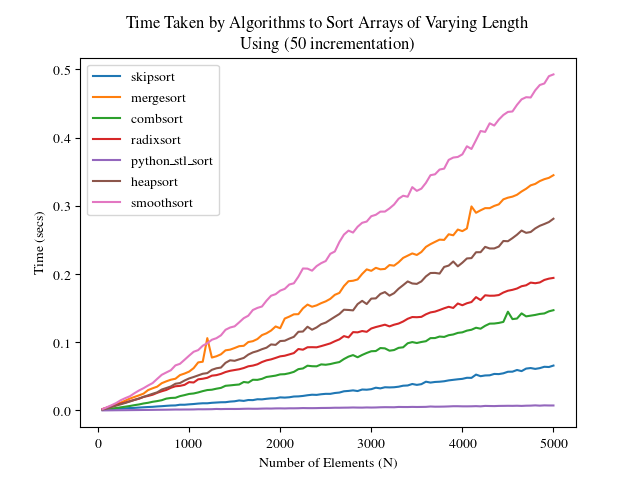 Time Taken by Algorithms to Sort Arrays of Varying Length
Using (50 incrementation)
skipsort
mergesort
combsort
radixsort
python_stl_sort
heapsort
smoothsort
Time (secs)
0.5
0.4
0.3
0.2
0.1
0.0
0
1000
2000
3000
4000
5000
Number of Elements (N)